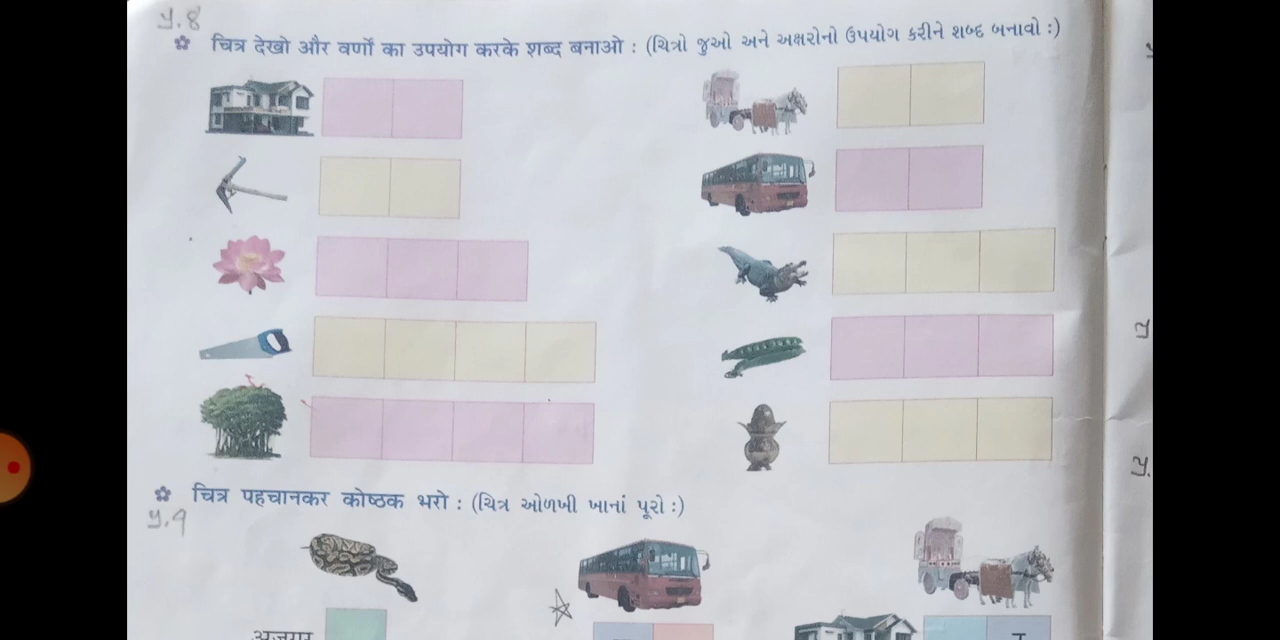 પ્ર.8
चित्र देखो और वर्णों का उपयोग करके शब्द बनाओ : (ચિત્રો જુઓ અને અક્ષરોનો ઉપયોગ કરીને શબ્દ બનાવો :)
चित्र पहचानकर कोष्ठक भरो : (ચિત્ર ઓળખી ખાનાં પૂરો :)
પ્ર.9
अजगर